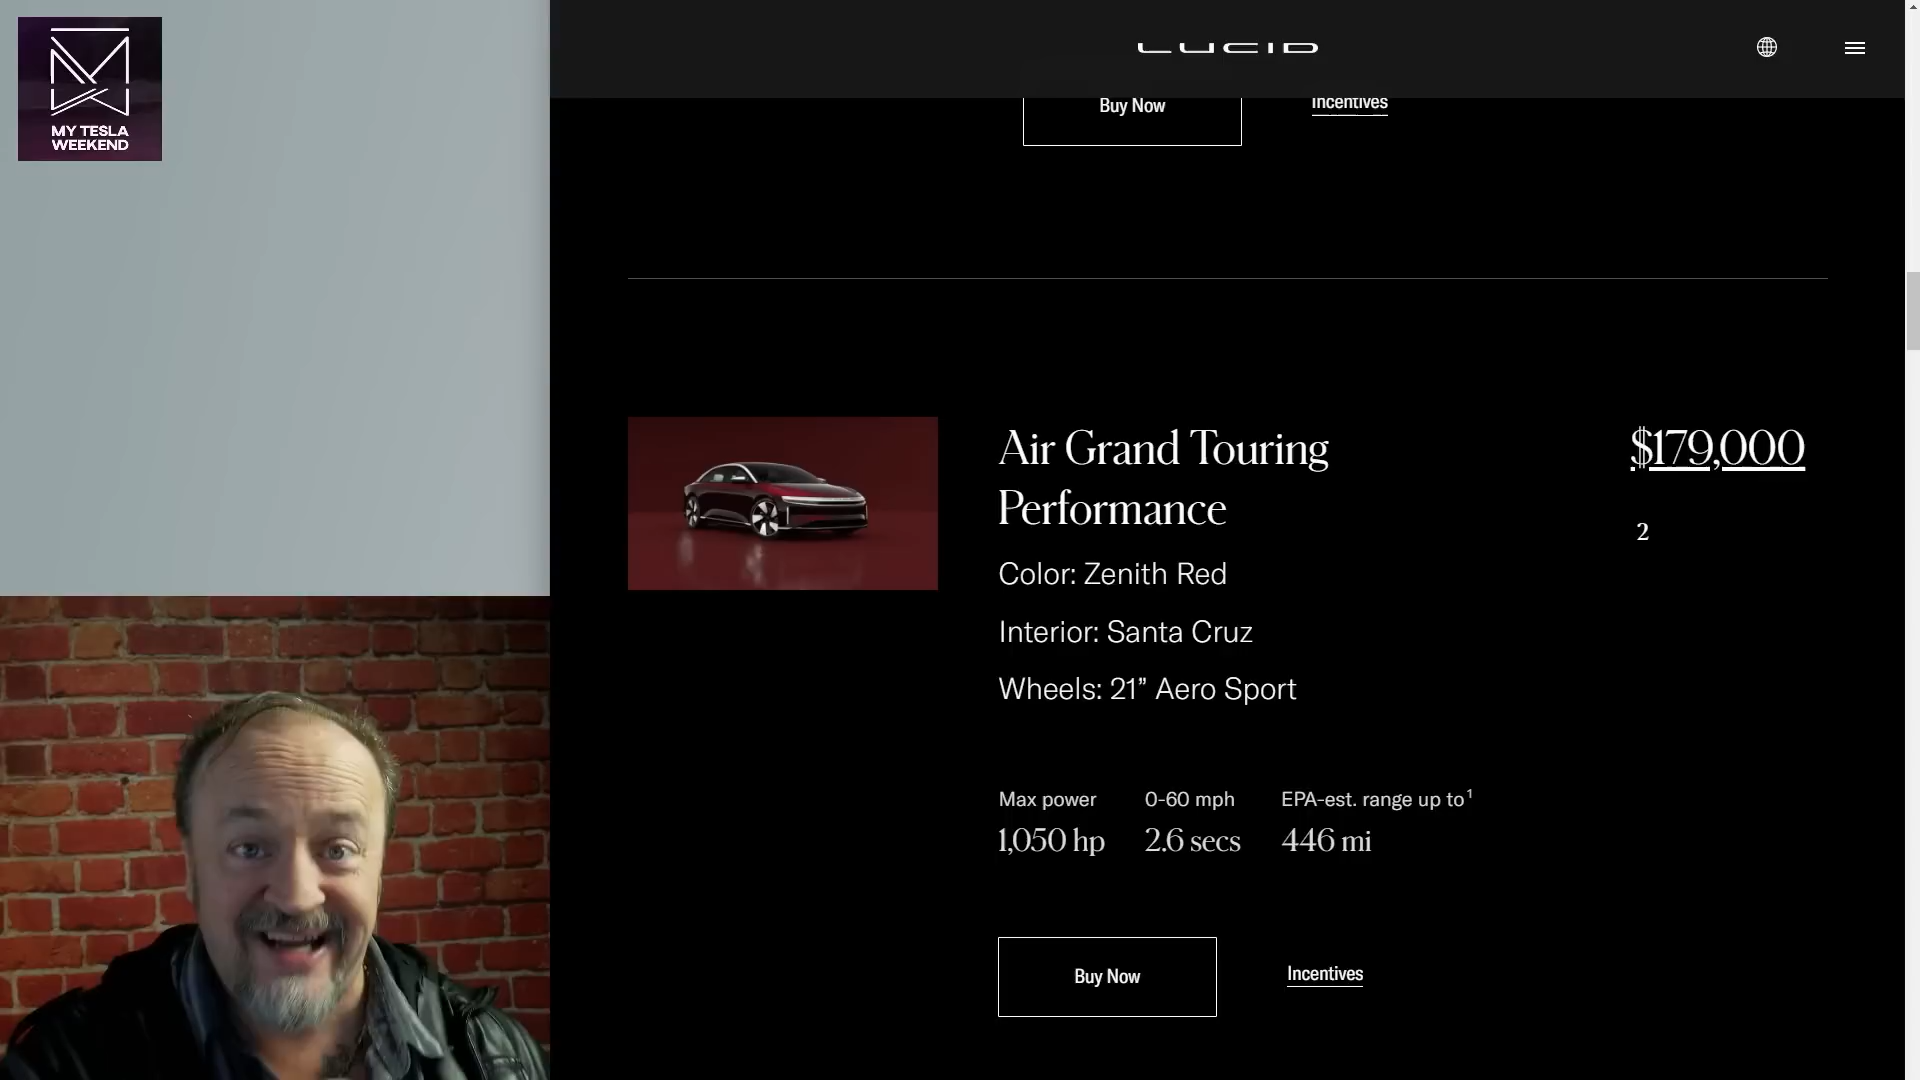 MY TESLA
WEEKEND
LUCID
Buy Now
Incentives
Air Grand Touring
Performance
$179,000
2
Color: Zenith Red
Interior: Santa Cruz
Wheels: 21” Aero Sport
Max power
0-60 mph
EPA-est. range up to1
1,050 hp
2.6 secs
446 mi
Buy Now
Incentives